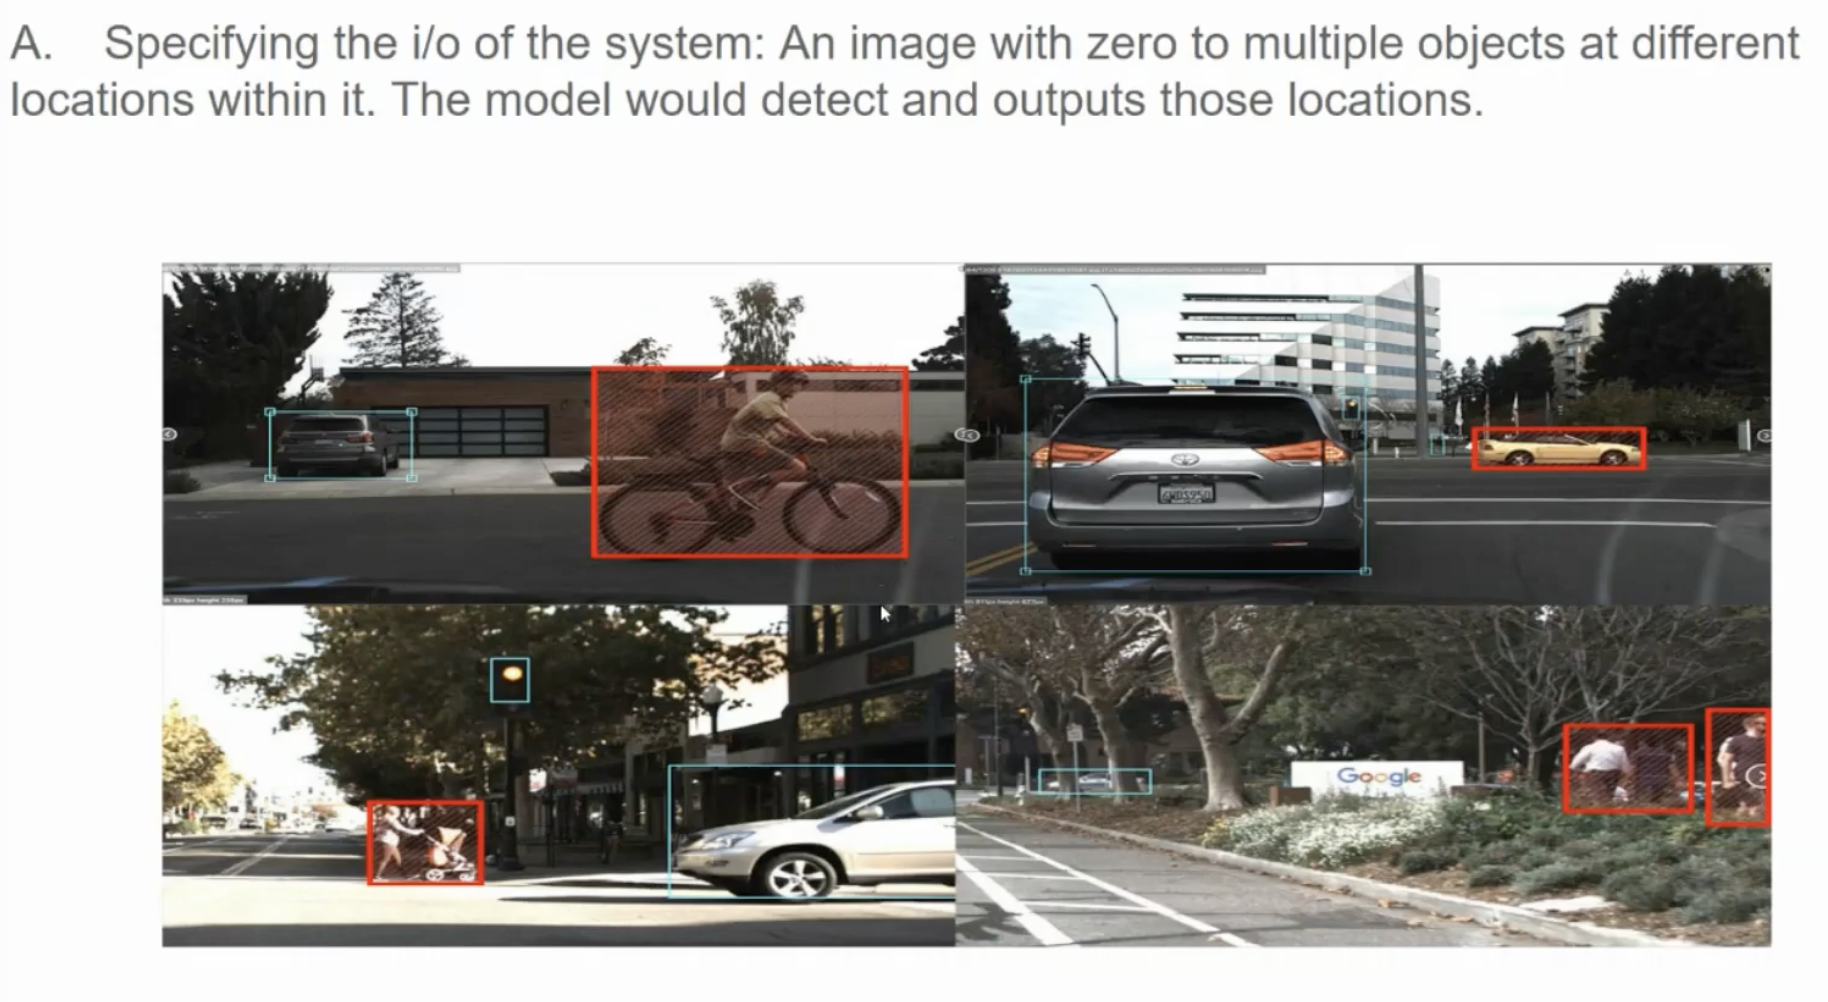 A. Specifying the i/o of the system: An image with zero to multiple objects at different
locations within it. The model would detect and outputs those locations.
Google